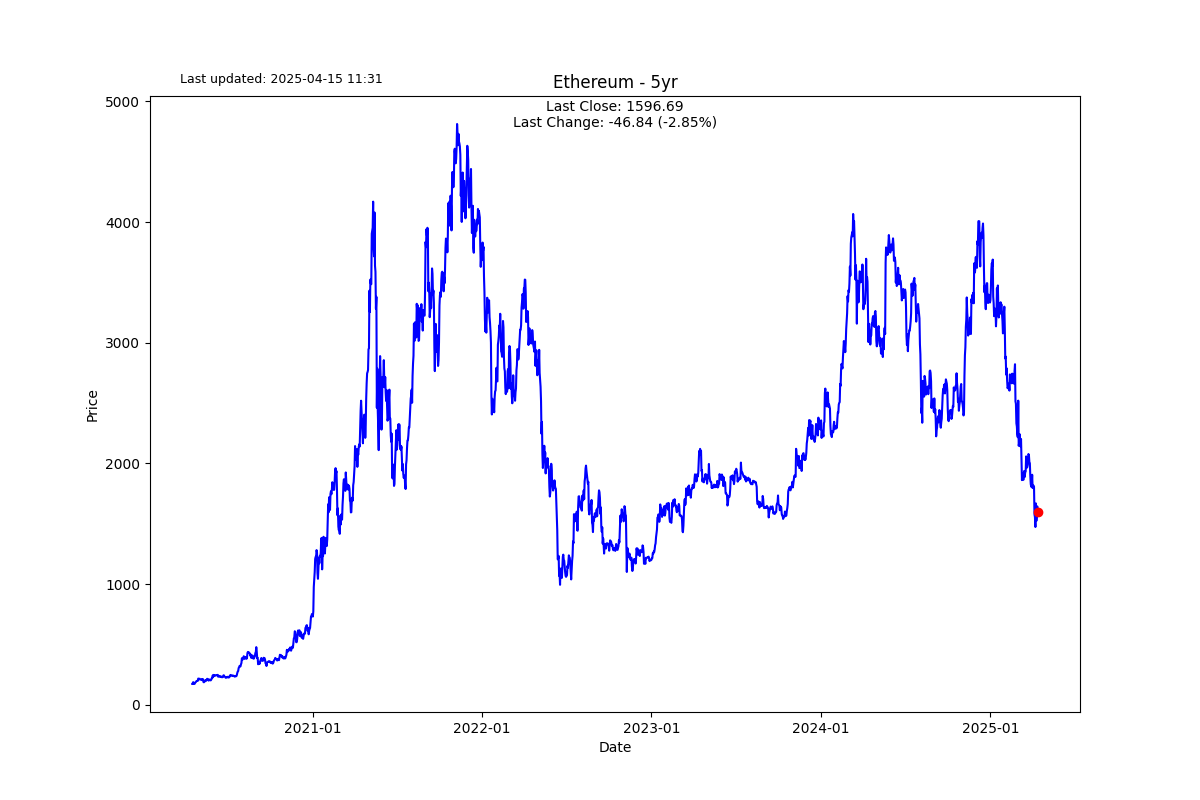 Last updated: 2025-04-15 11:31
Ethereum - 5yr
Last Close: 1596.69
Last Change: -46.84 (-2.85%)
5000
4000
3000
2000
1000
0
Price
2021-01
2022-01
2023-01
2024-01
2025-01
Date